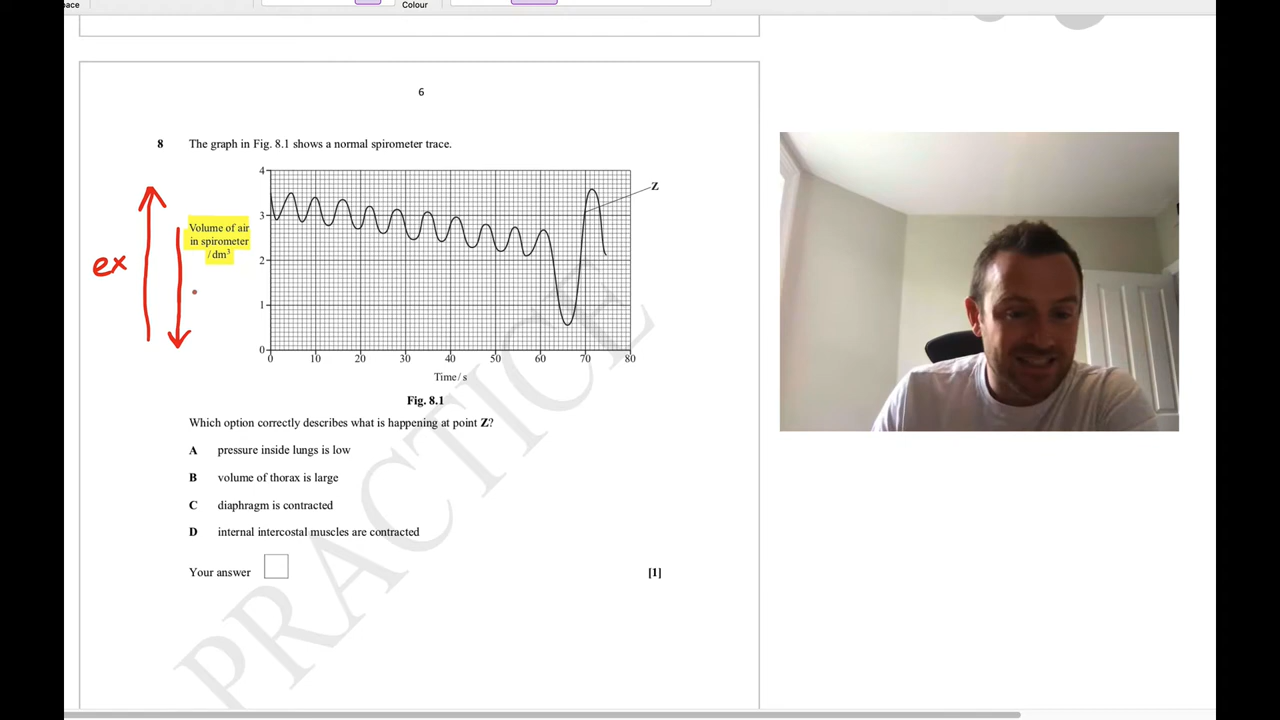 pace
Colour
6
8 The graph in Fig. 8.1 shows a normal spirometer trace.
4
Z
3
Volume of air
in spirometer
/ dm³
ex
2
1
0
0 10 20 30 40 50 60 70 80
Time / s
Fig. 8.1
Which option correctly describes what is happening at point Z?
A pressure inside lungs is low
B volume of thorax is large
C diaphragm is contracted
D internal intercostal muscles are contracted
Your answer
[1]
PRACTICE